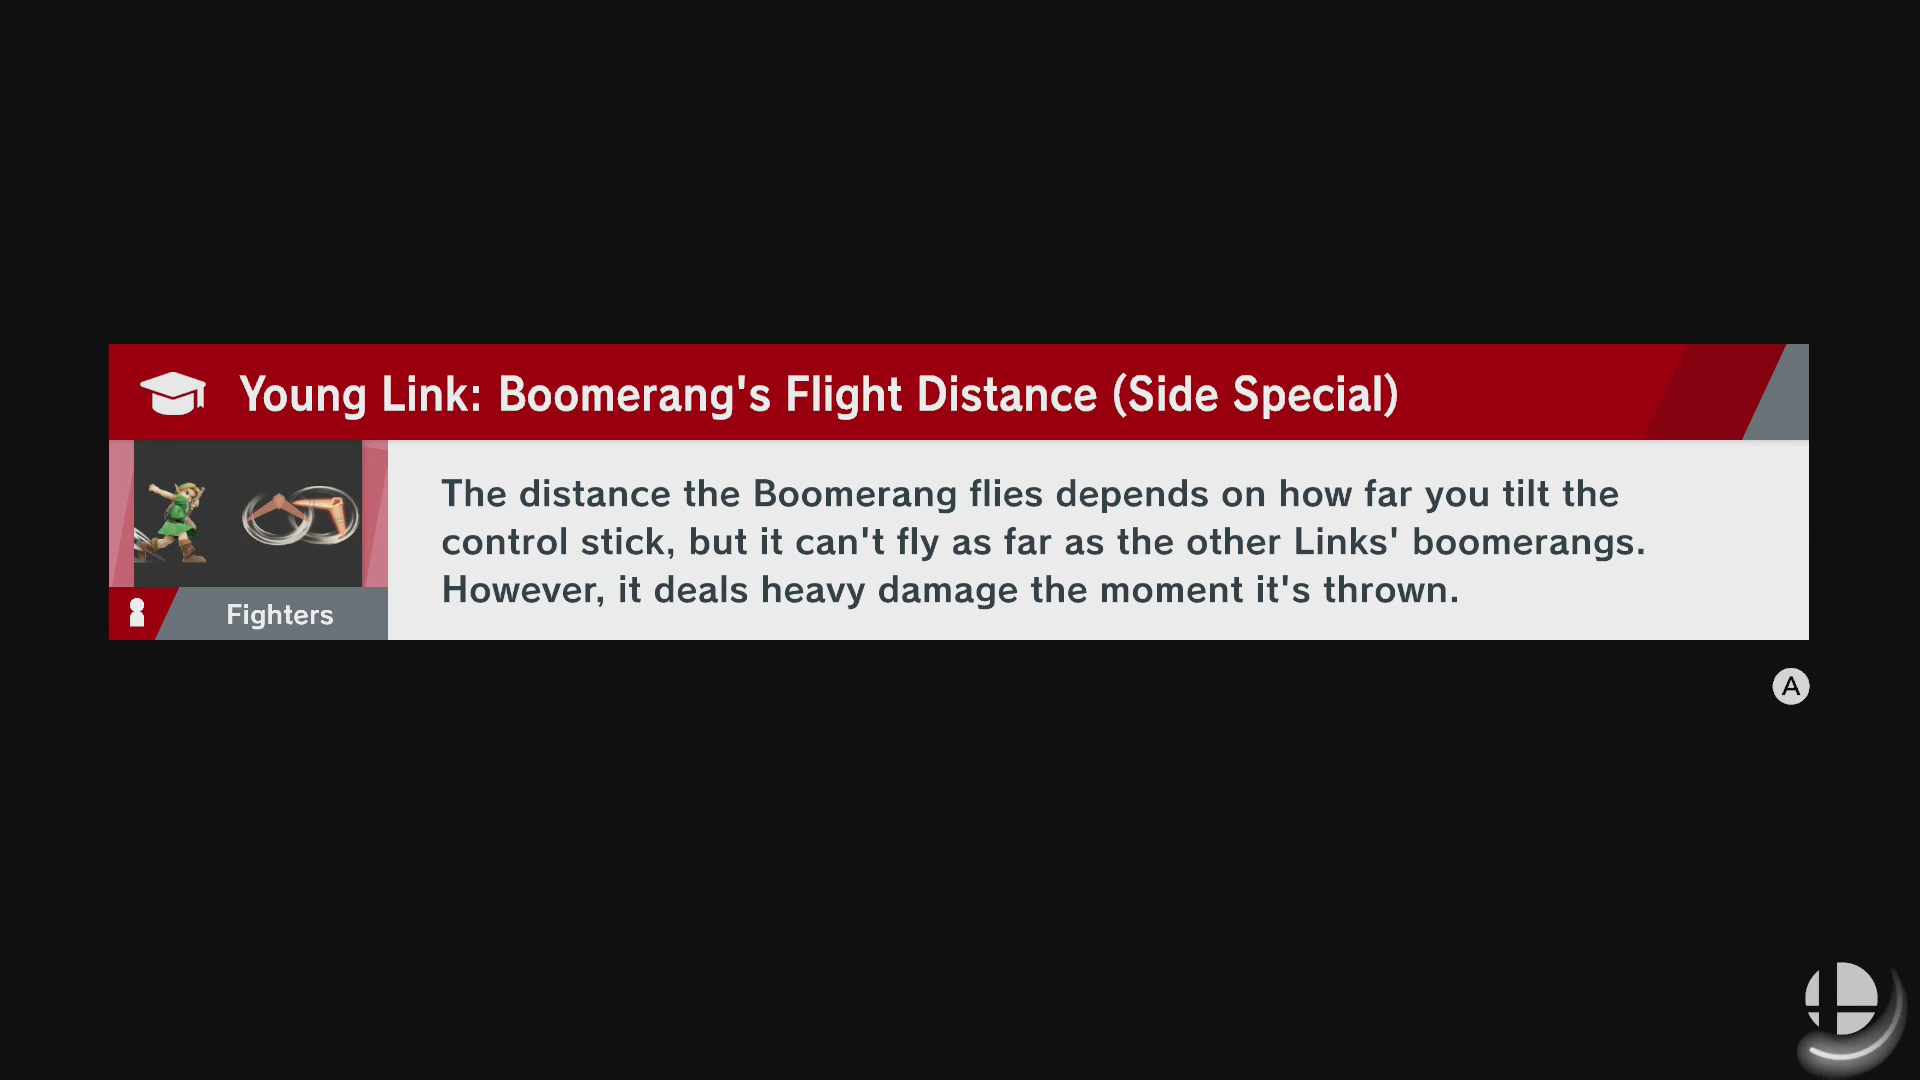 Young Link: Boomerang's Flight Distance (Side Special)
The distance the Boomerang flies depends on how far you tilt the
control stick, but it can't fly as far as the other Links' boomerangs.
However, it deals heavy damage the moment it's thrown.
Fighters
A